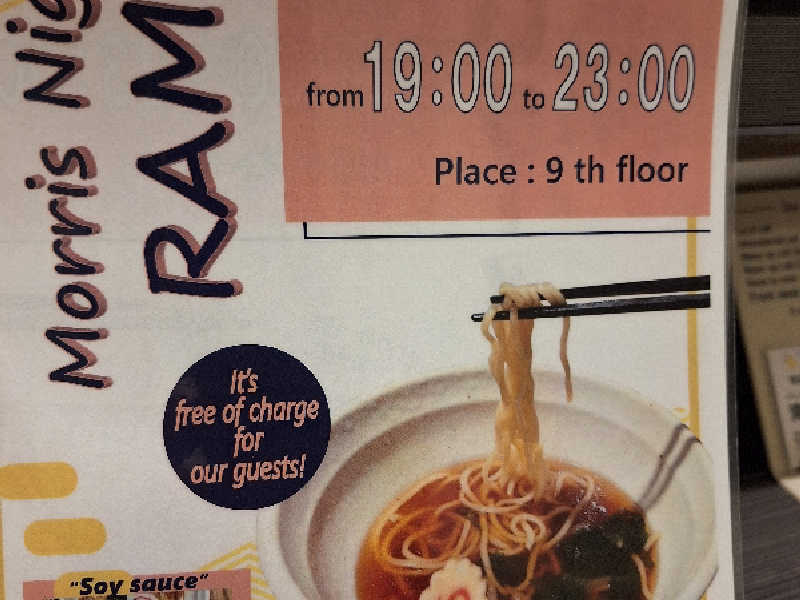 Morris Nig
RAM
from 19:00 to 23:00
Place : 9 th floor
It's
free of charge
for
our guests!
"Soy sauce"